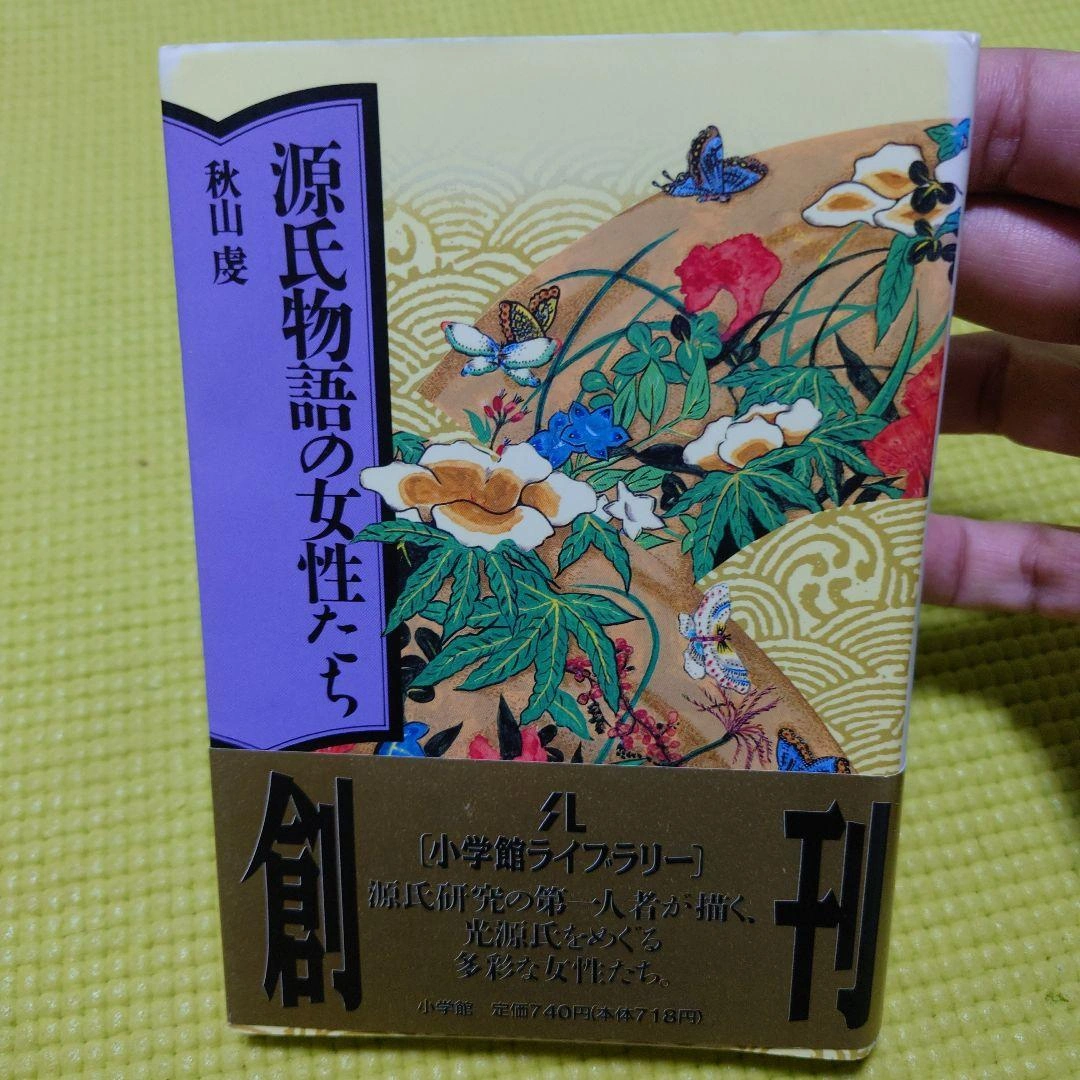 源氏物語の女性たち
秋山 虔
創刊
SL
[小学館ライブラリー]
源氏研究の第一人者が描く、
光源氏をめぐる
多彩な女性たち。
小学館 定価740円(本体718円)